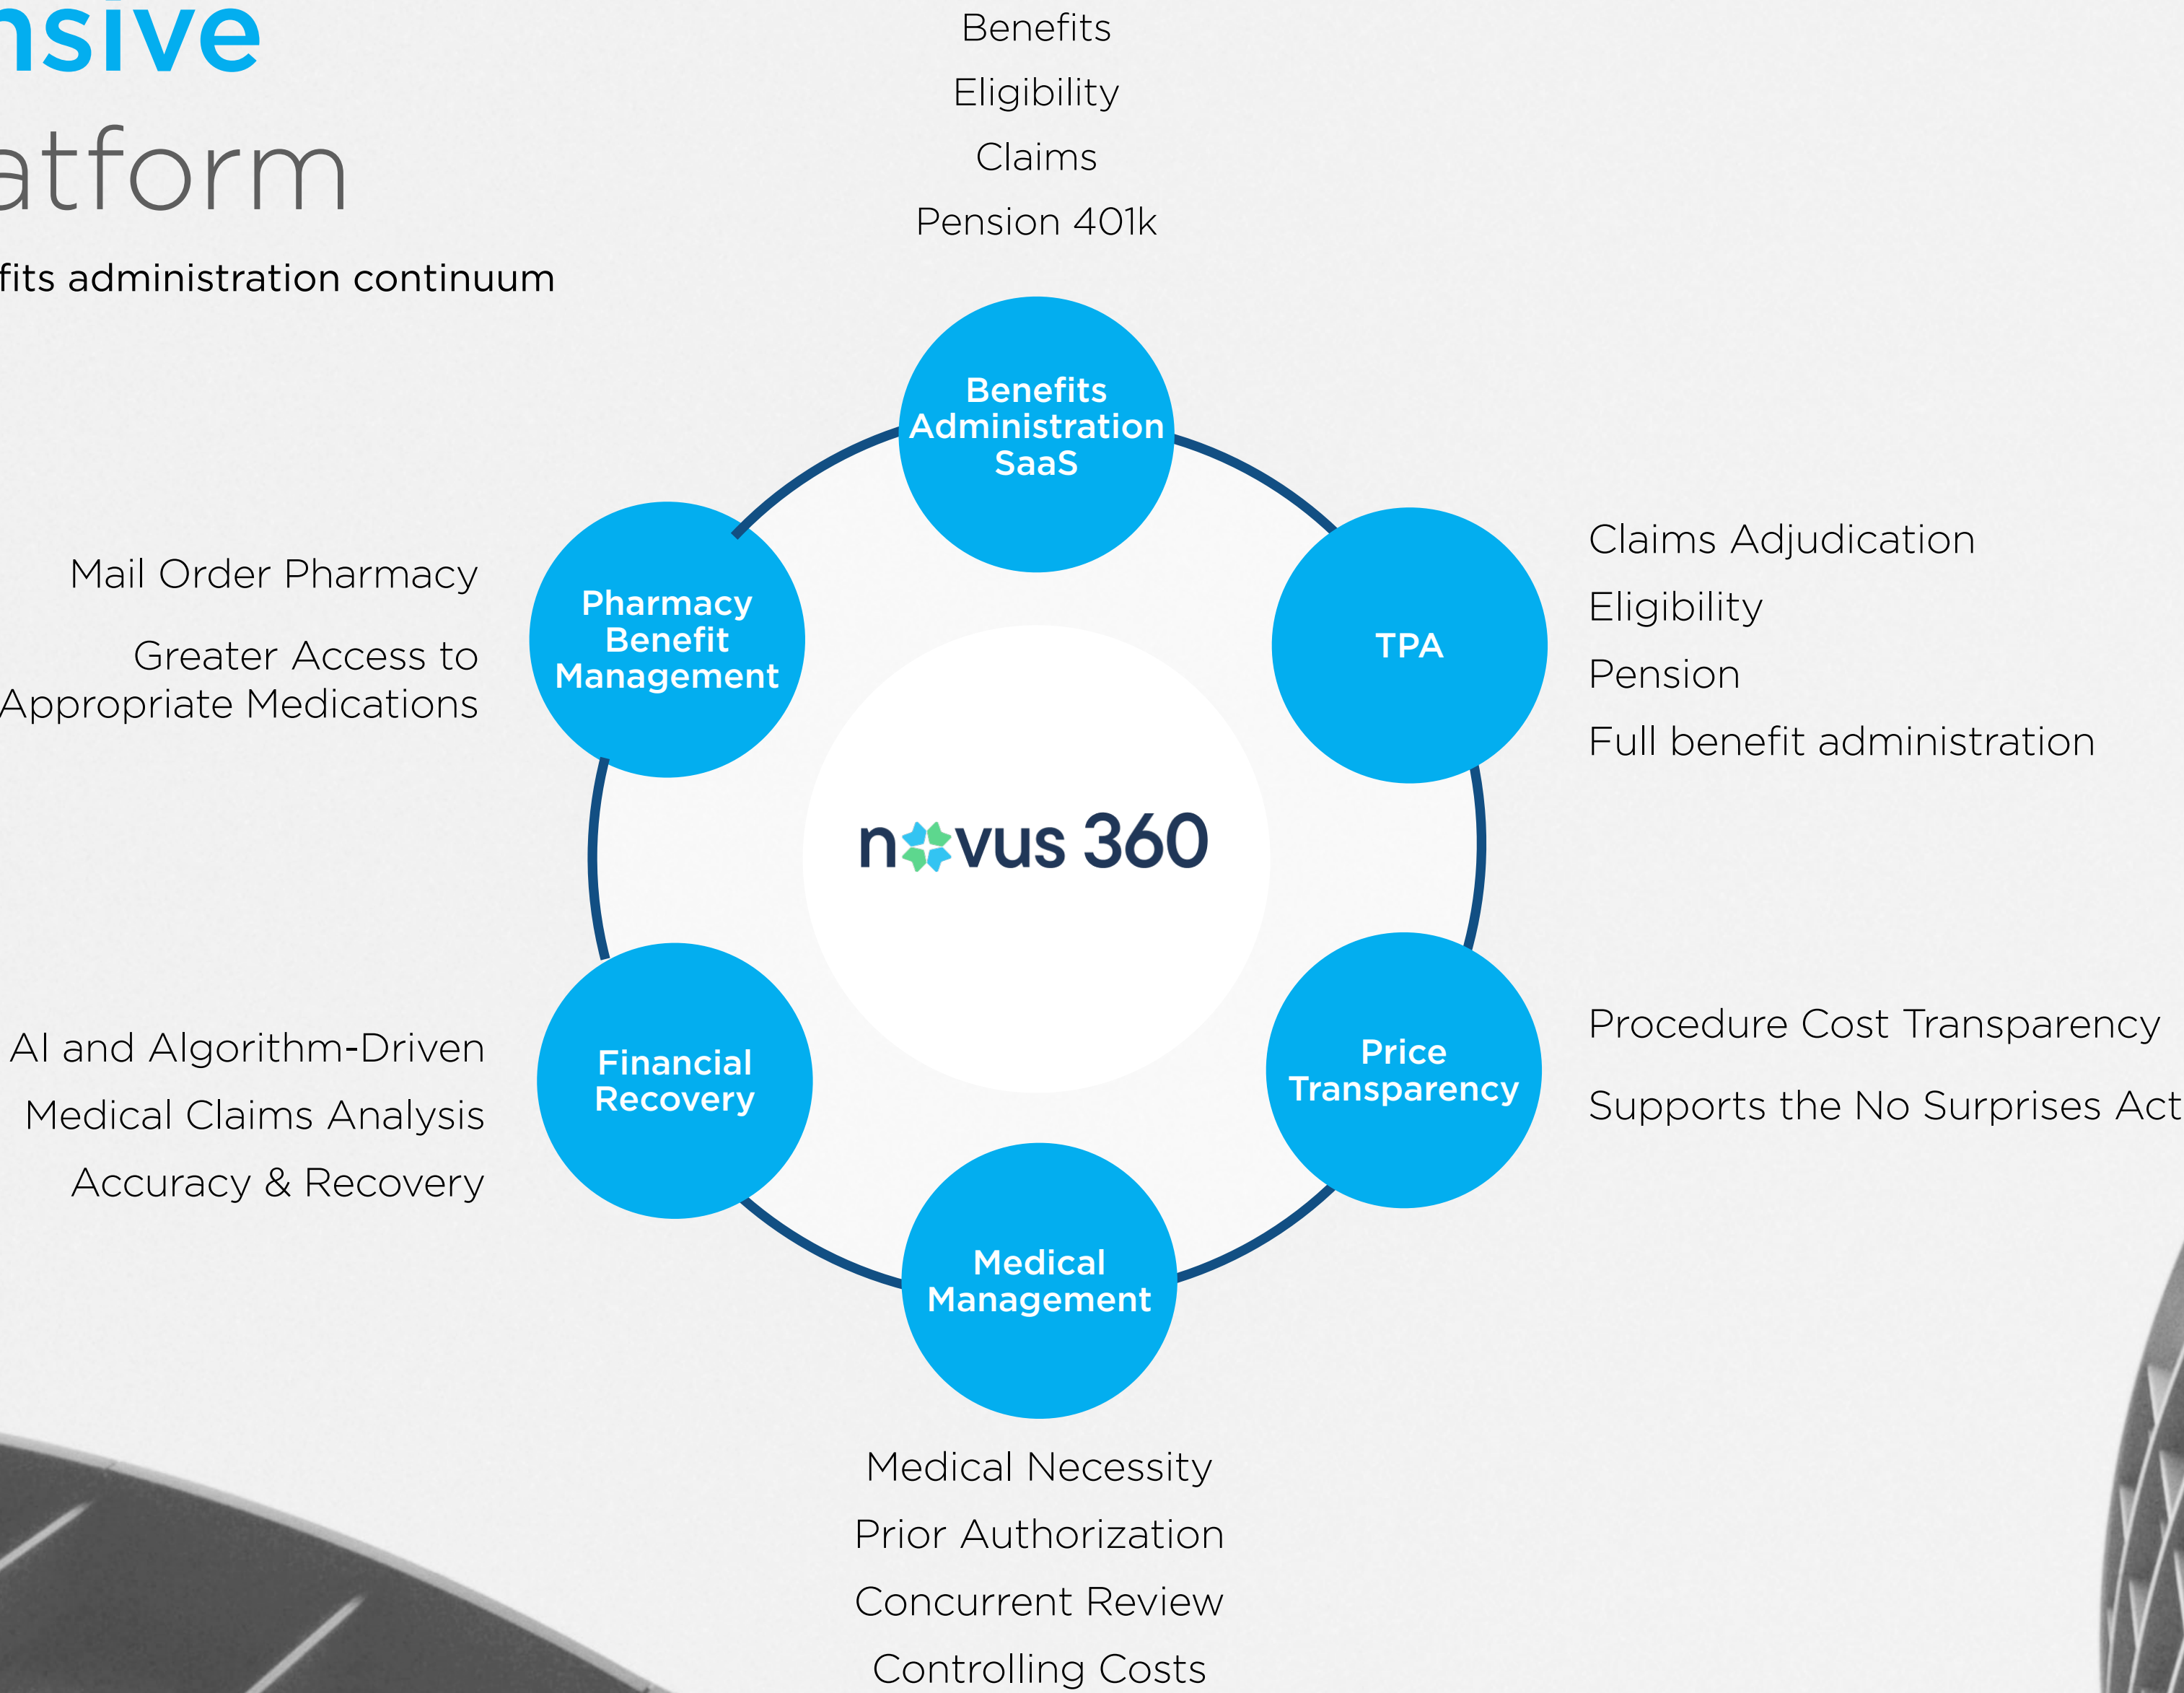 nsive
atform
fits administration continuum
Benefits
Eligibility
Claims
Pension 401k
Benefits
Administration
SaaS
Mail Order Pharmacy
Greater Access to
Appropriate Medications
Pharmacy
Benefit
Management
TPA
Claims Adjudication
Eligibility
Pension
Full benefit administration
novus 360
AI and Algorithm-Driven
Medical Claims Analysis
Accuracy & Recovery
Financial
Recovery
Price
Transparency
Procedure Cost Transparency
Supports the No Surprises Act
Medical
Management
Medical Necessity
Prior Authorization
Concurrent Review
Controlling Costs